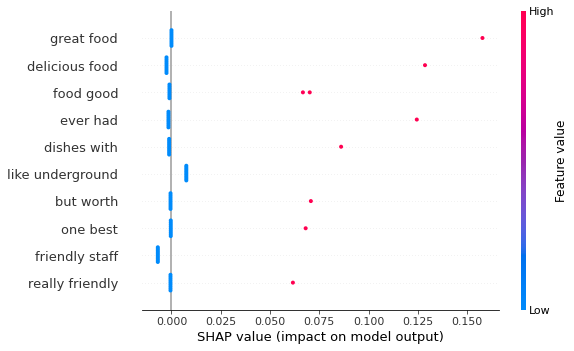 High
great food
delicious food
food good
ever had
dishes with
like underground
but worth
one best
friendly staff
really friendly
Feature value
Low
0.000 0.025 0.050 0.075 0.100 0.125 0.150
SHAP value (impact on model output)